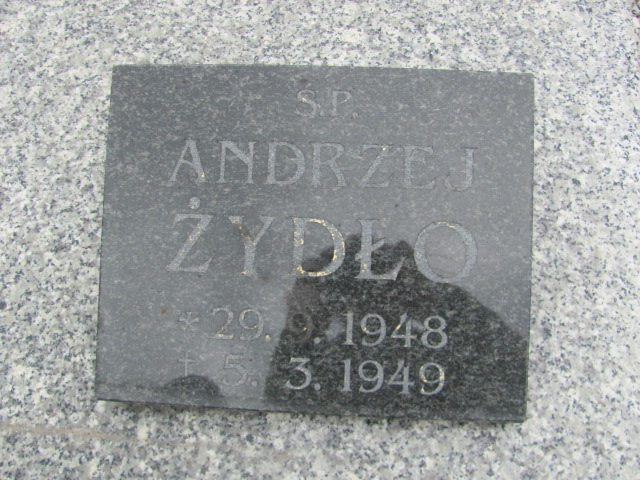 Ś.P.
ANDRZEJ
ŻYDŁO
* 29. 9. 1948
† 5. 3. 1949